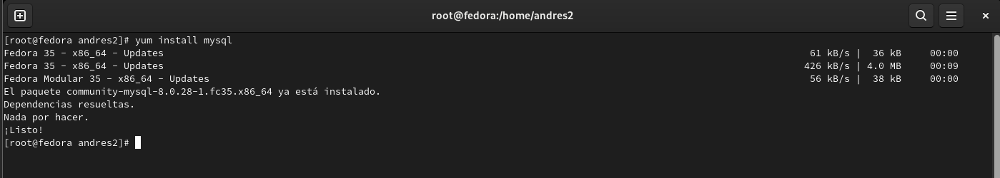 root@fedora:/home/andres2
[root@fedora andres2]# yum install mysql
Fedora 35 - x86_64 - Updates 61 kB/s | 36 kB 00:00
Fedora 35 - x86_64 - Updates 426 kB/s | 4.0 MB 00:09
Fedora Modular 35 - x86_64 - Updates 56 kB/s | 38 kB 00:00
El paquete community-mysql-8.0.28-1.fc35.x86_64 ya está instalado.
Dependencias resueltas.
Nada por hacer.
¡Listo!
[root@fedora andres2]#